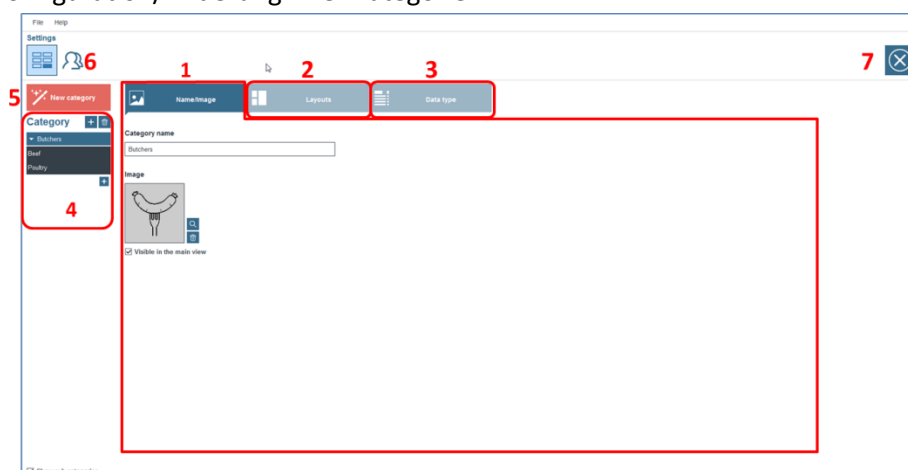 File Help
Settings
6
7
1
2
3
5
New category
Name/Image
Layouts
Data type
Category
Butchers
Beef
Poultry
4
Category name
Butchers
Image
Visible in the main view